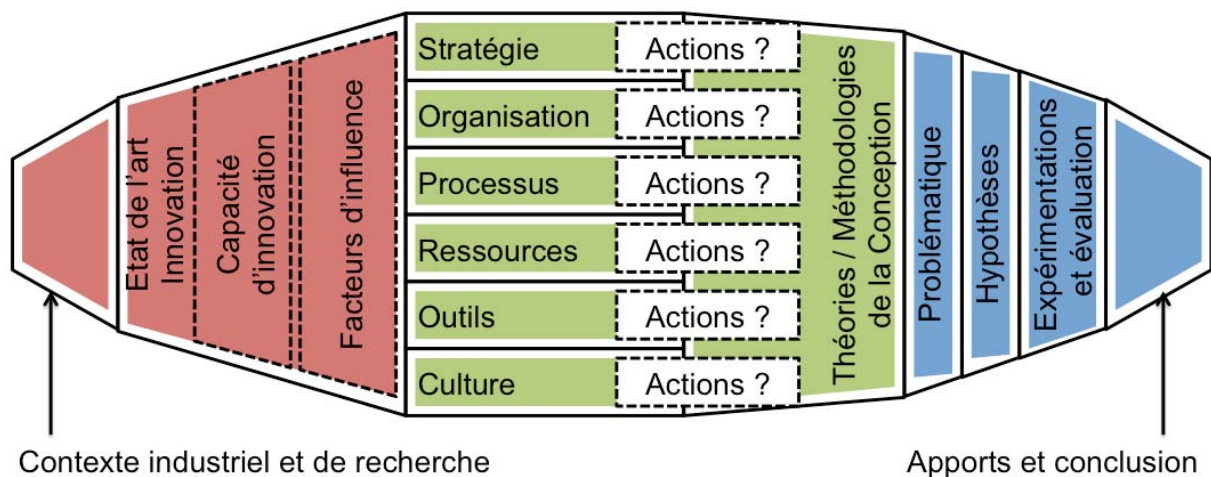 Etat de l'art
Innovation
Capacité
d'innovation
Facteurs d'influence
Stratégie
Actions ?
Organisation
Actions ?
Processus
Actions ?
Ressources
Actions ?
Outils
Actions ?
Culture
Actions ?
Théories / Méthodologies
de la Conception
Problématique
Hypothèses
Expérimentations
et évaluation
Contexte industriel et de recherche
Apports et conclusion